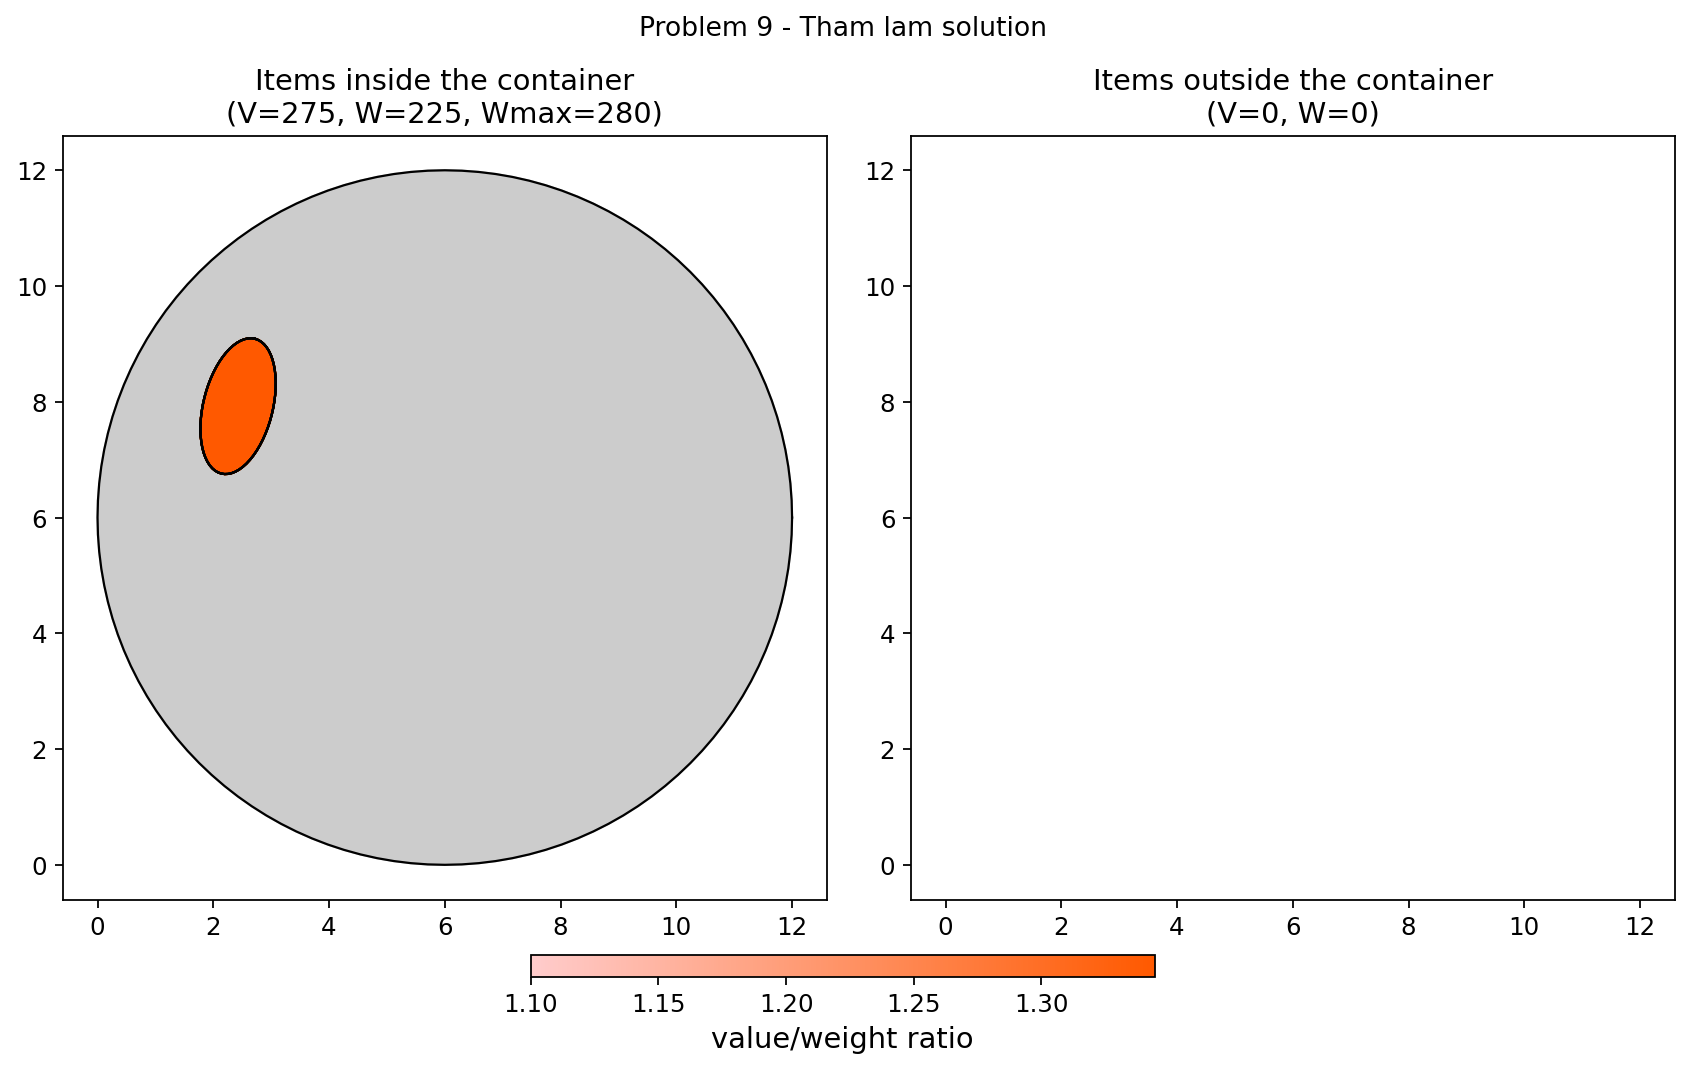 Problem 9 - Tham lam solution
Items inside the container
(V=275, W=225, Wmax=280)
12
10
8
6
4
2
0
0 2 4 6 8 10 12
Items outside the container
(V=0, W=0)
12
10
8
6
4
2
0
0 2 4 6 8 10 12
1.10 1.15 1.20 1.25 1.30
value/weight ratio